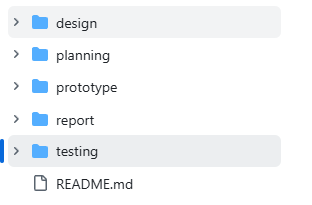 design
planning
prototype
report
testing
README.md